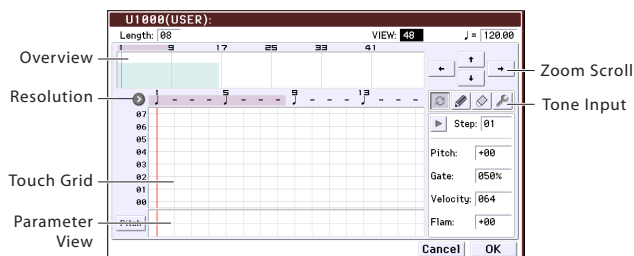 U1000(USER):
Length: 08 VIEW: 48 ♩= 120.00
1 9 17 25 33 41
Overview
Zoom Scroll
Resolution
1 - - - 5 - - - 9 - - - 13 - - -
Tone Input
07
06
05
04
03
02
01
00
Touch Grid
Step: 01
Pitch: +00
Gate: 050%
Velocity: 064
Flam: +00
Pitch
Parameter
View
Cancel OK